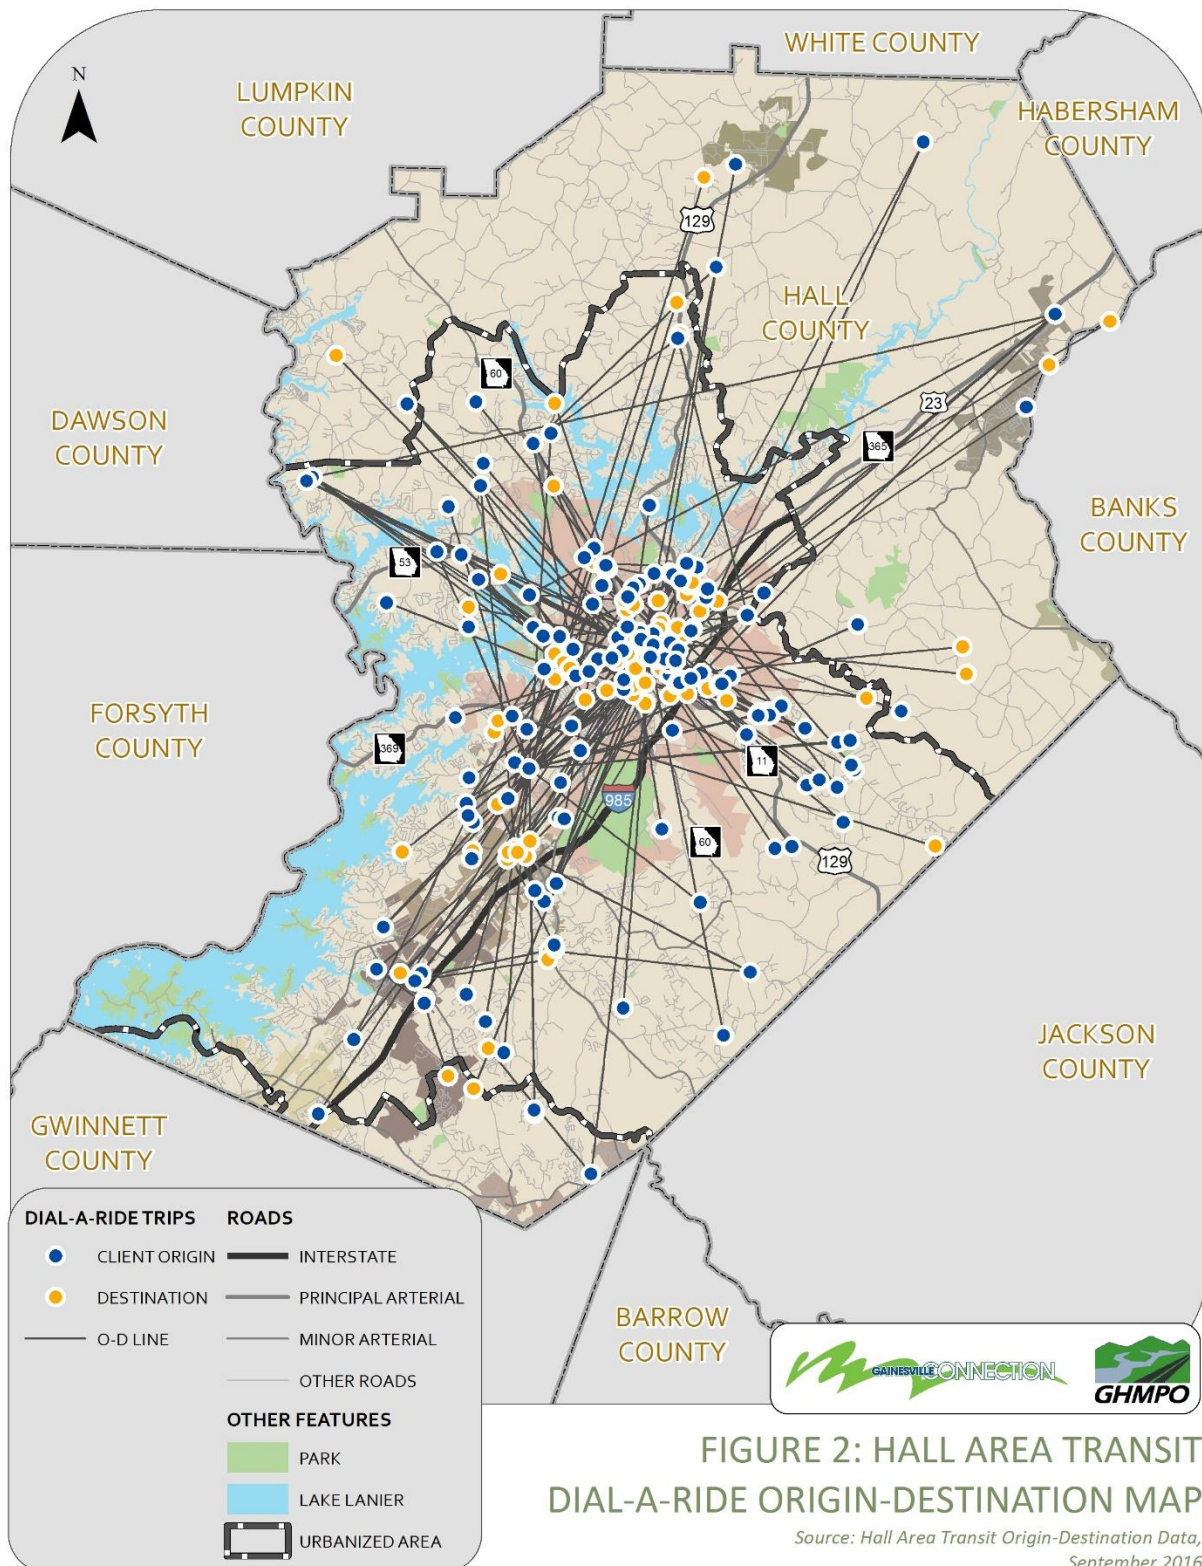 WHITE COUNTY
N
LUMPKIN
COUNTY
HABERSHAM
COUNTY
129
HALL
COUNTY
60
DAWSON
COUNTY
23
365
BANKS
COUNTY
53
FORSYTH
COUNTY
369
11
985
60
129
JACKSON
COUNTY
GWINNETT
COUNTY
BARROW
COUNTY
DIAL-A-RIDE TRIPS
CLIENT ORIGIN
DESTINATION
O-D LINE
ROADS
INTERSTATE
PRINCIPAL ARTERIAL
MINOR ARTERIAL
OTHER ROADS
OTHER FEATURES
PARK
LAKE LANIER
URBANIZED AREA
GAINESVILLE CONNECTION
GHMPO
FIGURE 2: HALL AREA TRANSIT
DIAL-A-RIDE ORIGIN-DESTINATION MAP
Source: Hall Area Transit Origin-Destination Data,
September 2016